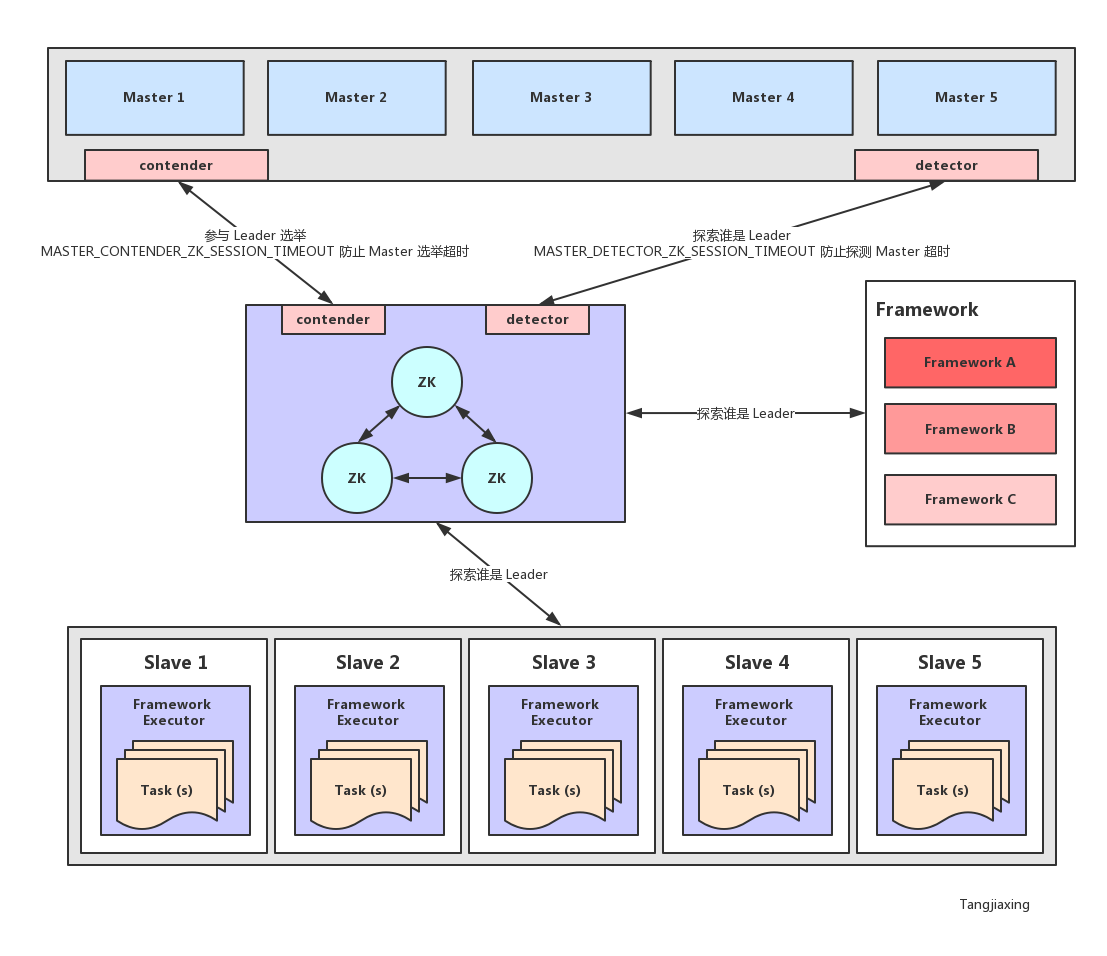 Master 1
Master 2
Master 3
Master 4
Master 5
contender
detector
参与 Leader 选举
MASTER_CONTENDER_ZK_SESSION_TIMEOUT 防止 Master 选举超时
探索谁是 Leader
MASTER_DETECTOR_ZK_SESSION_TIMEOUT 防止探测 Master 超时
contender
detector
ZK
ZK
ZK
探索谁是 Leader
Framework
Framework A
Framework B
Framework C
探索谁是 Leader
Slave 1
Framework
Executor
Task (s)
Slave 2
Framework
Executor
Task (s)
Slave 3
Framework
Executor
Task (s)
Slave 4
Framework
Executor
Task (s)
Slave 5
Framework
Executor
Task (s)
Tangjiaxing